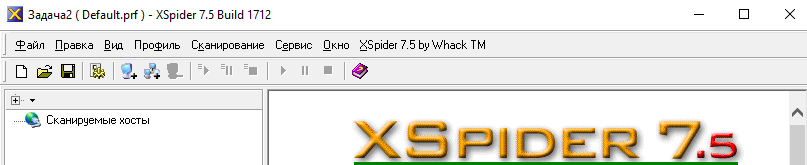 Задача2 ( Default.prf ) - XSpider 7.5 Build 1712
Файл Правка Вид Профиль Сканирование Сервис Окно XSpider 7.5 by Whack TM
Сканируемые хосты
XSPIDER 7.5